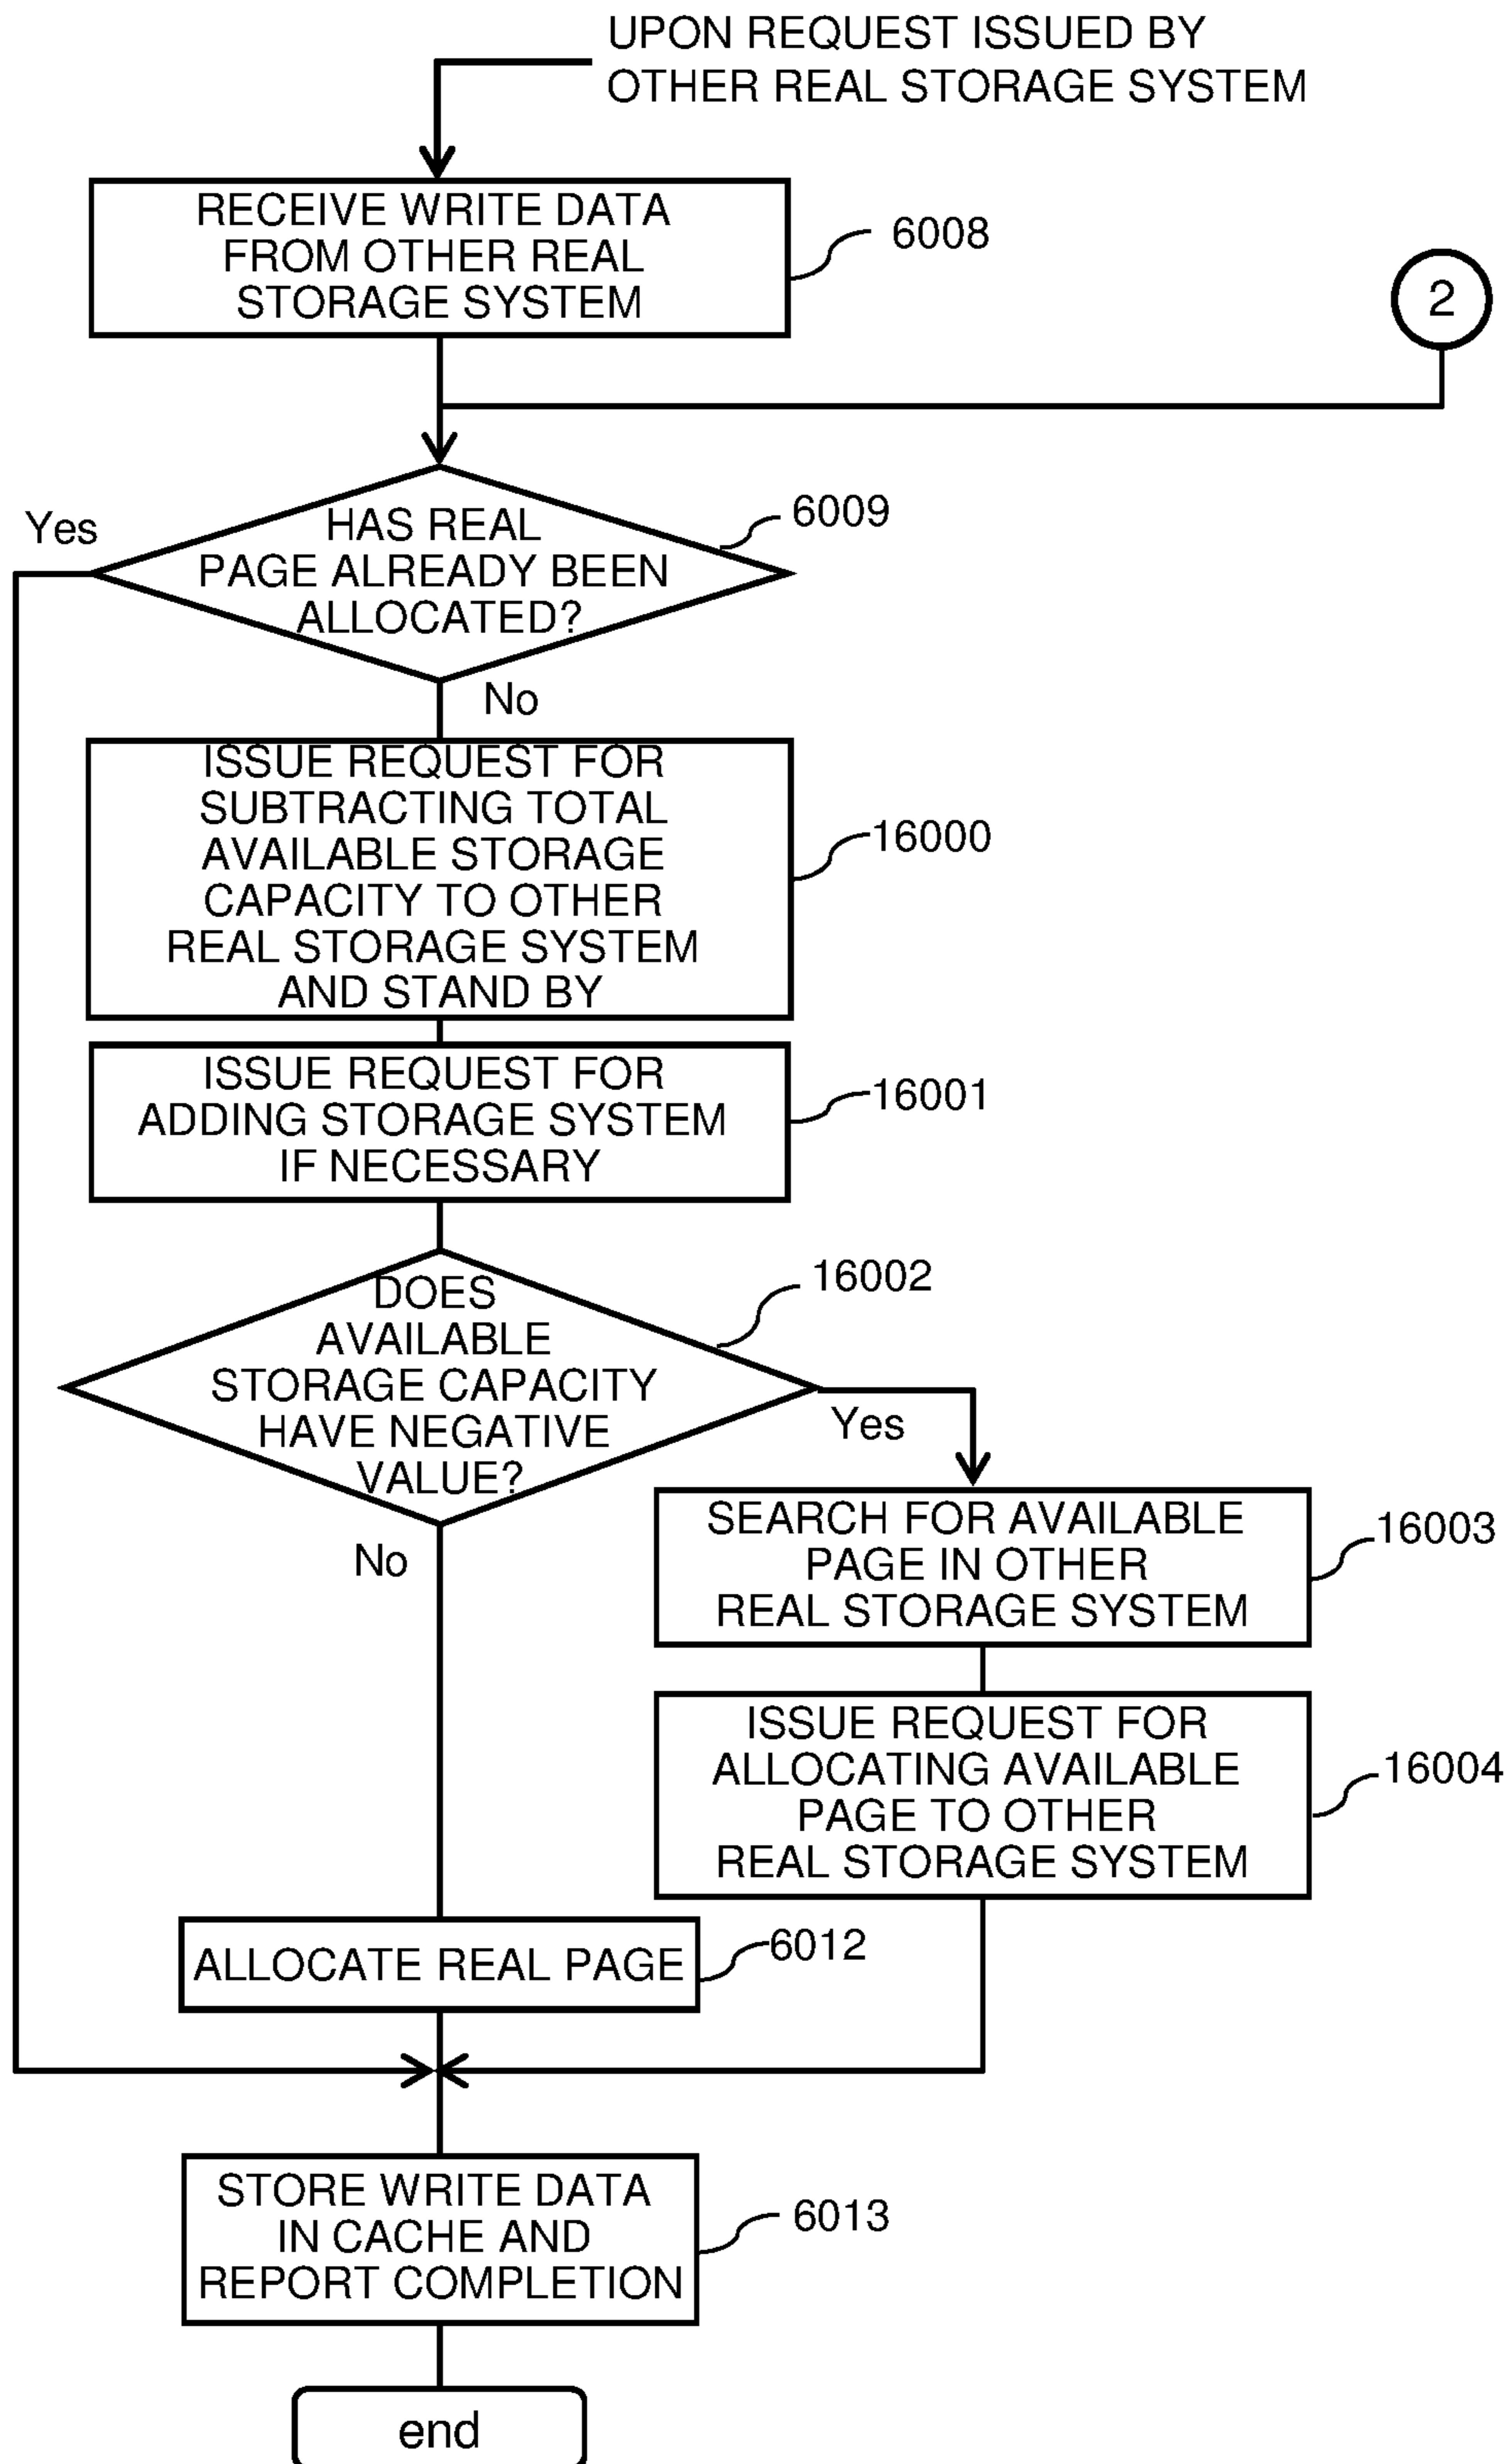 UPON REQUEST ISSUED BY
OTHER REAL STORAGE SYSTEM
RECEIVE WRITE DATA
FROM OTHER REAL
STORAGE SYSTEM
6008
2
HAS REAL
PAGE ALREADY BEEN
ALLOCATED?
6009
Yes
No
ISSUE REQUEST FOR
SUBTRACTING TOTAL
AVAILABLE STORAGE
CAPACITY TO OTHER
REAL STORAGE SYSTEM
AND STAND BY
16000
ISSUE REQUEST FOR
ADDING STORAGE SYSTEM
IF NECESSARY
16001
DOES
AVAILABLE
STORAGE CAPACITY
HAVE NEGATIVE
VALUE?
16002
Yes
No
SEARCH FOR AVAILABLE
PAGE IN OTHER
REAL STORAGE SYSTEM
16003
ISSUE REQUEST FOR
ALLOCATING AVAILABLE
PAGE TO OTHER
REAL STORAGE SYSTEM
16004
ALLOCATE REAL PAGE
6012
STORE WRITE DATA
IN CACHE AND
REPORT COMPLETION
6013
end